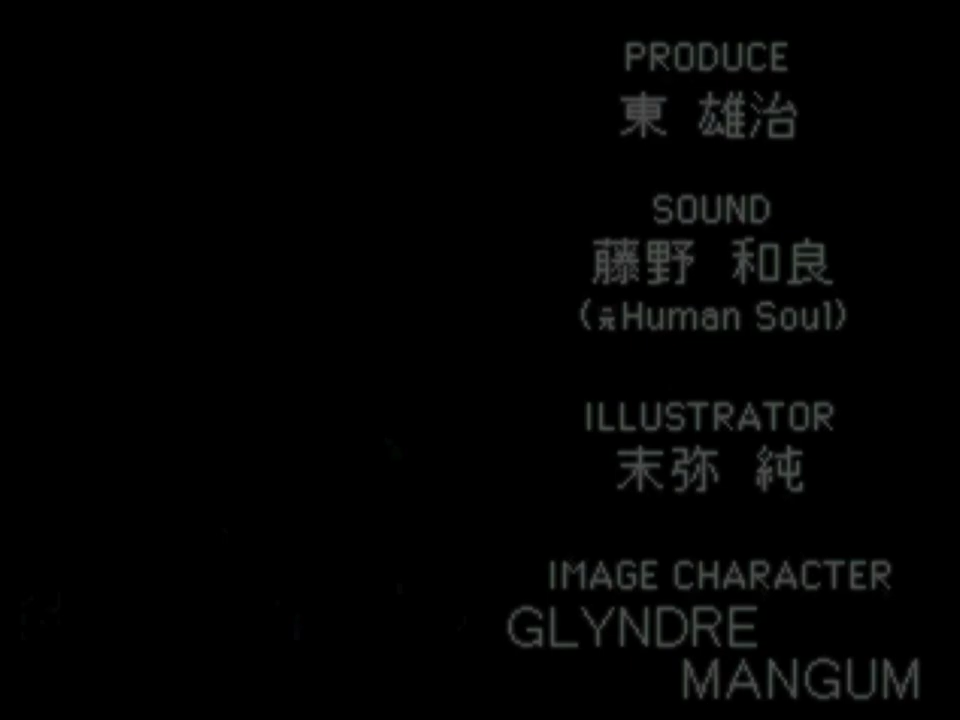 PRODUCE
東 雄治
SOUND
藤野 和良
(元Human Soul)
ILLUSTRATOR
末弥 純
IMAGE CHARACTER
GLYNDRE
MANGUM